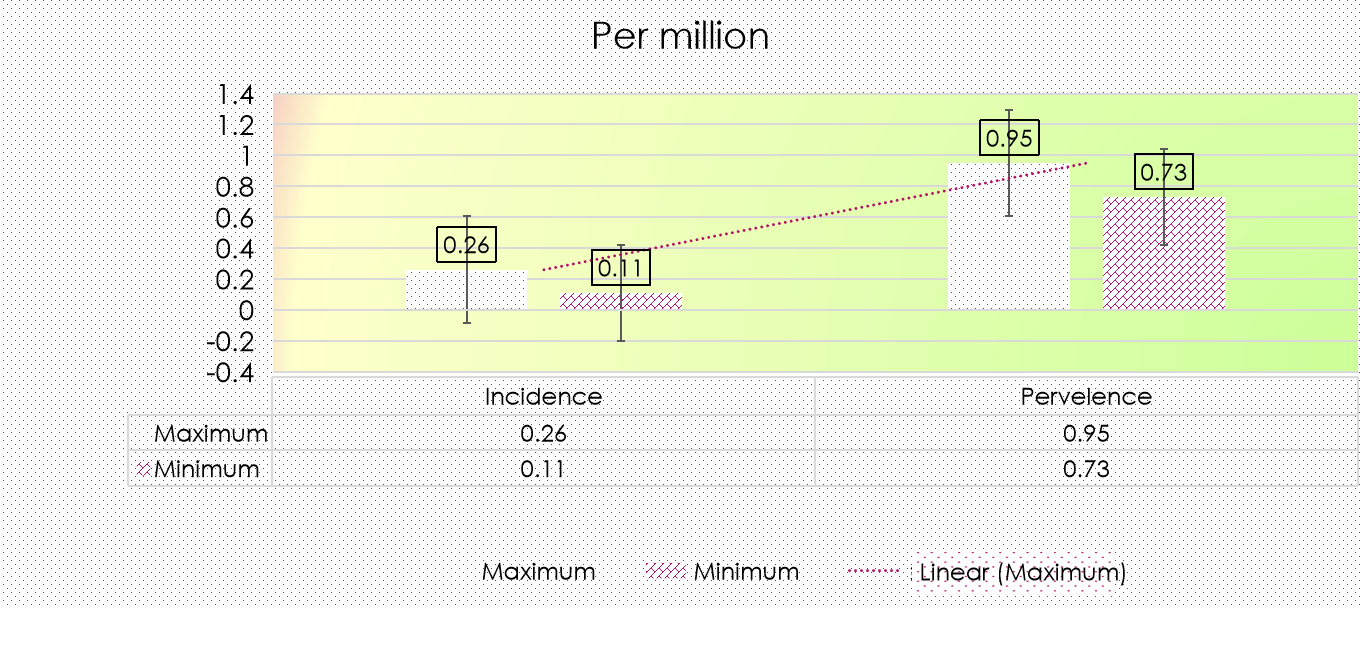 Per million
1.4
1.2
1
0.8
0.6
0.4
0.2
0
-0.2
-0.4
0.26
0.11
0.95
0.73
Incidence Pervelence
Maximum 0.26 0.95
Minimum 0.11 0.73
Maximum Minimum Linear (Maximum)